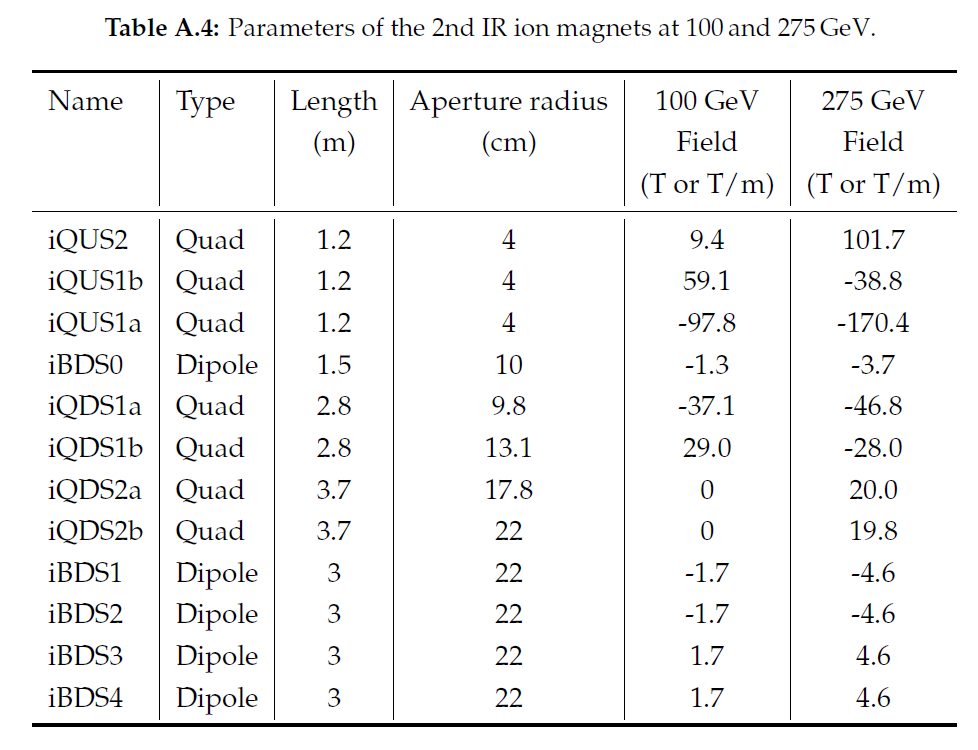 Table A.4: Parameters of the 2nd IR ion magnets at 100 and 275 GeV.
Name Type Length Aperture radius 100 GeV 275 GeV
(m) (cm) Field Field
(T or T/m) (T or T/m)
iQUS2 Quad 1.2 4 9.4 101.7
iQUS1b Quad 1.2 4 59.1 -38.8
iQUS1a Quad 1.2 4 -97.8 -170.4
iBDS0 Dipole 1.5 10 -1.3 -3.7
iQDS1a Quad 2.8 9.8 -37.1 -46.8
iQDS1b Quad 2.8 13.1 29.0 -28.0
iQDS2a Quad 3.7 17.8 0 20.0
iQDS2b Quad 3.7 22 0 19.8
iBDS1 Dipole 3 22 -1.7 -4.6
iBDS2 Dipole 3 22 -1.7 -4.6
iBDS3 Dipole 3 22 1.7 4.6
iBDS4 Dipole 3 22 1.7 4.6